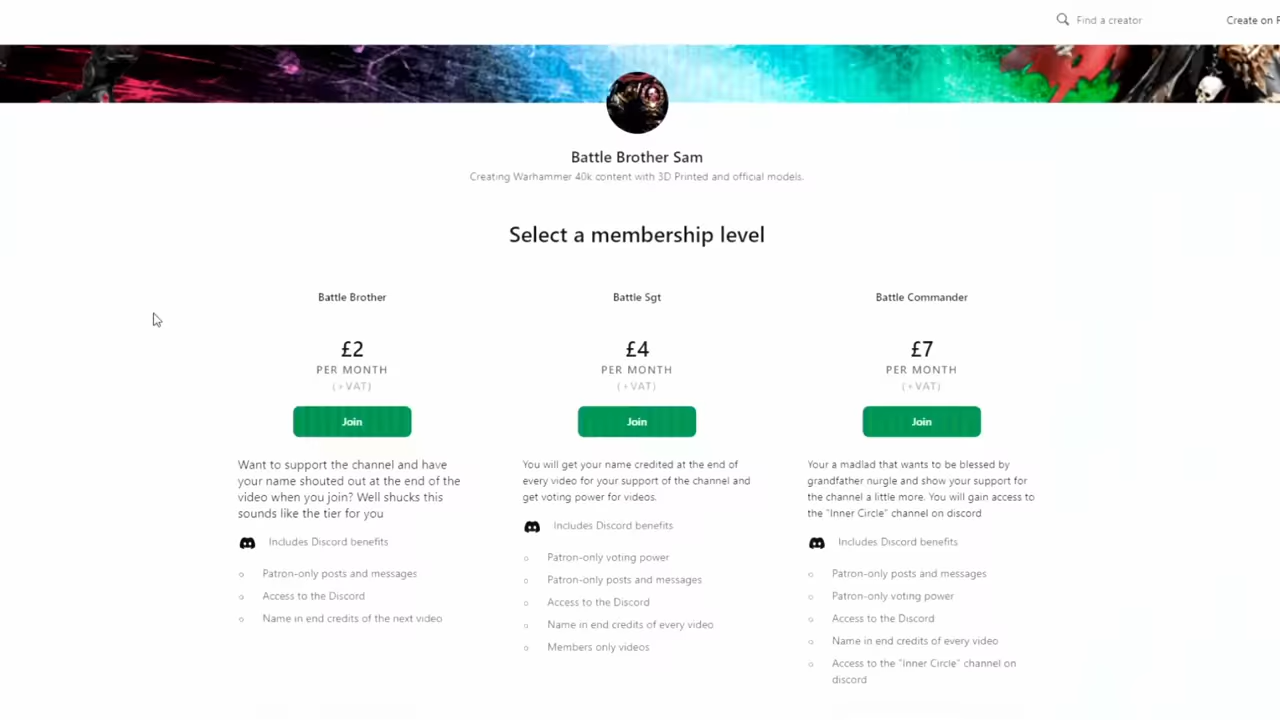 Find a creator
Create on
Battle Brother Sam
Creating Warhammer 40k content with 3D Printed and official models.
Select a membership level
Battle Brother
£2
PER MONTH
(+VAT)
Join
Want to support the channel and have
your name shouted out at the end of the
video when you join? Well shucks this
sounds like the tier for you
Includes Discord benefits
Patron-only posts and messages
Access to the Discord
Name in end credits of the next video
Battle Sgt
£4
PER MONTH
(+VAT)
Join
You will get your name credited at the end of
every video for your support of the channel and
get voting power for videos.
Includes Discord benefits
Patron-only voting power
Patron-only posts and messages
Access to the Discord
Name in end credits of every video
Members only videos
Battle Commander
£7
PER MONTH
(+VAT)
Join
Your a madlad that wants to be blessed by
grandfather nurgle and show your support for
the channel a little more. You will gain access to
the "Inner Circle" channel on discord
Includes Discord benefits
Patron-only posts and messages
Patron-only voting power
Access to the Discord
Name in end credits of every video
Access to the "Inner Circle" channel on
discord